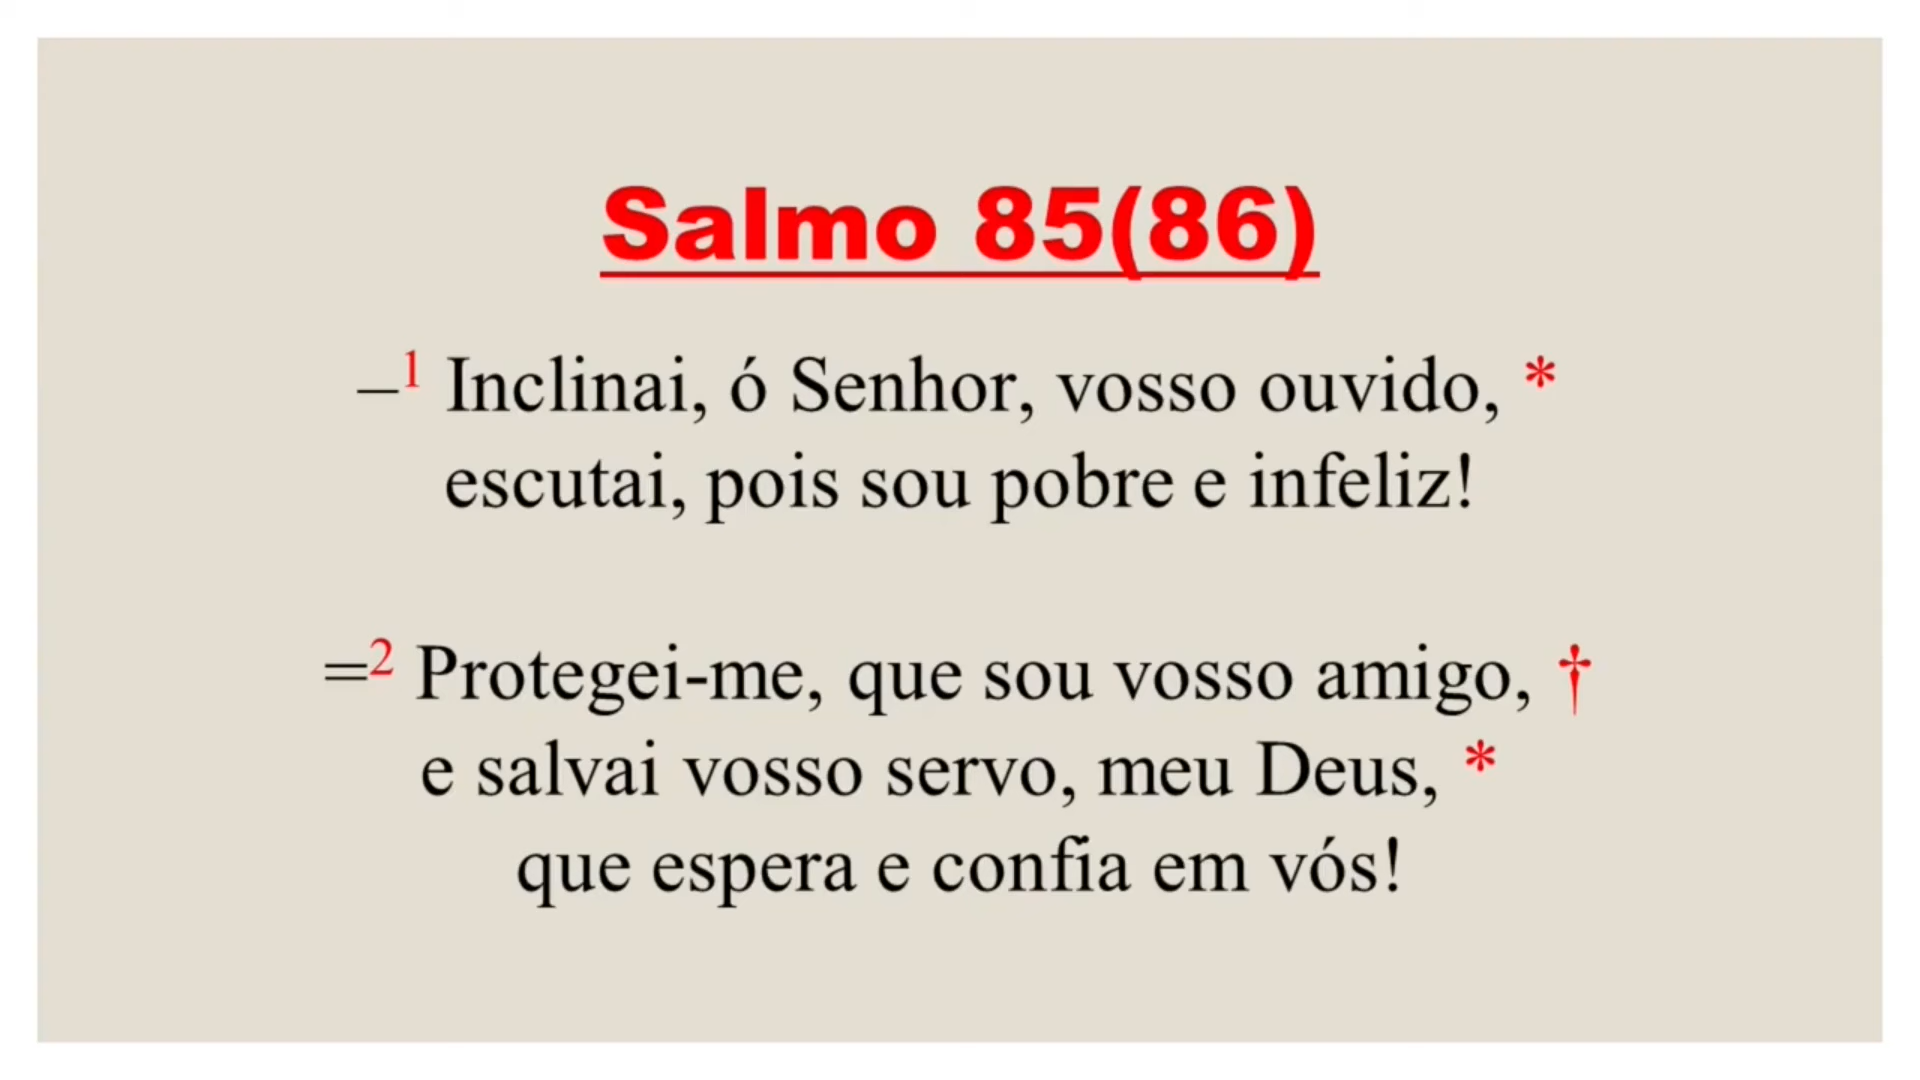 Salmo 85(86)
–¹ Inclinai, ó Senhor, vosso ouvido, *
escutai, pois sou pobre e infeliz!
=² Protegei-me, que sou vosso amigo, †
e salvai vosso servo, meu Deus, *
que espera e confia em vós!